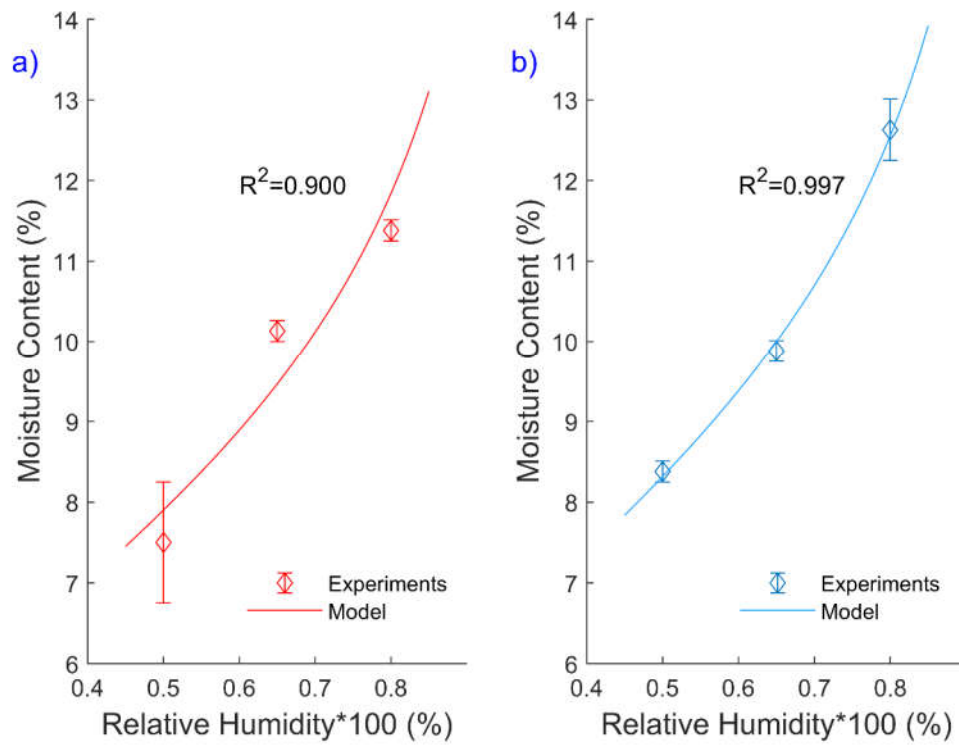 a)
14
13
12
11
10
9
8
7
6
0.4 0.5 0.6 0.7 0.8
Moisture Content (%)
Relative Humidity*100 (%)
R²=0.900
Experiments
Model
b)
14
13
12
11
10
9
8
7
6
0.4 0.5 0.6 0.7 0.8
Moisture Content (%)
Relative Humidity*100 (%)
R²=0.997
Experiments
Model